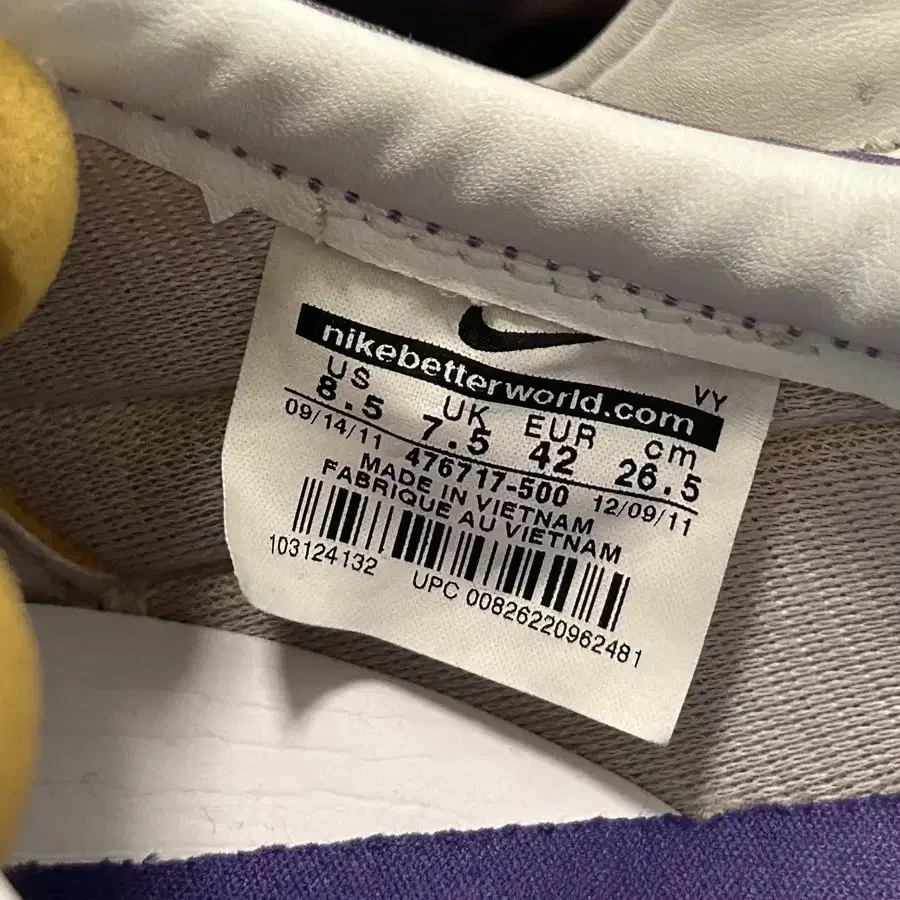 nikebetterworld.com
VY
US UK EUR cm
8.5 7.5 42 26.5
09/14/11 476717-500 12/09/11
MADE IN VIETNAM
FABRIQUE AU VIETNAM
103124132 UPC 00826220962481